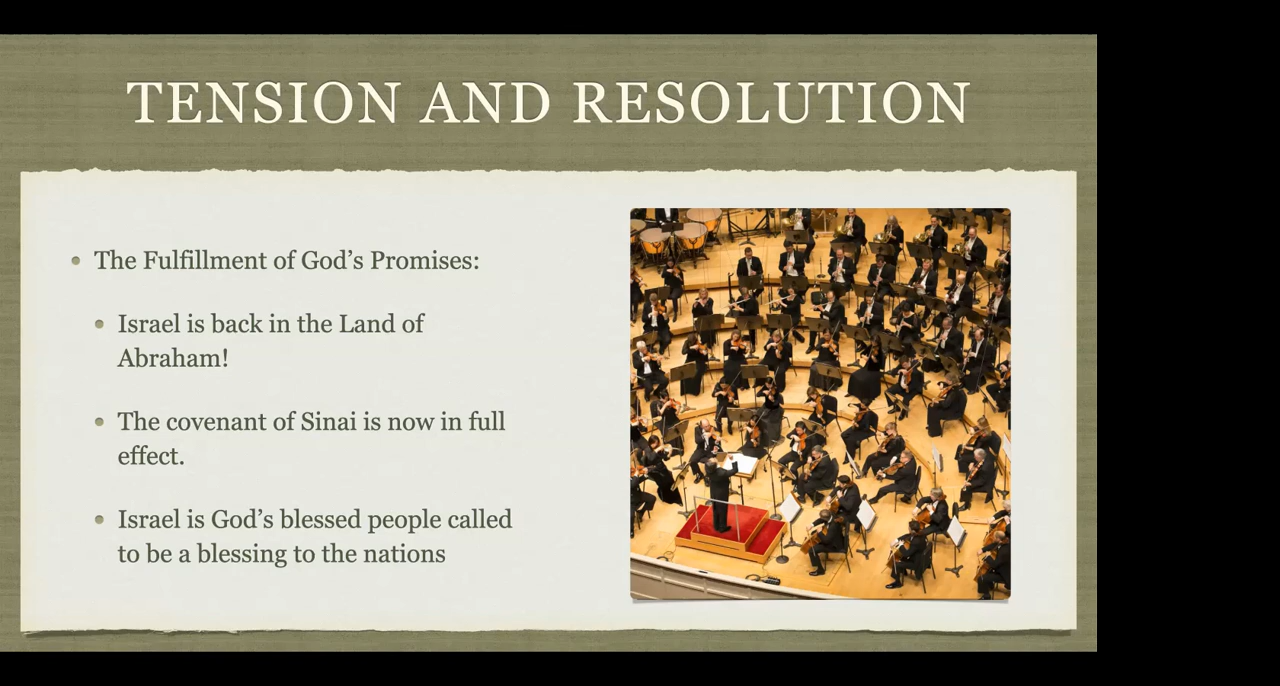 TENSION AND RESOLUTION
• The Fulfillment of God’s Promises:
• Israel is back in the Land of
Abraham!
• The covenant of Sinai is now in full
effect.
• Israel is God’s blessed people called
to be a blessing to the nations